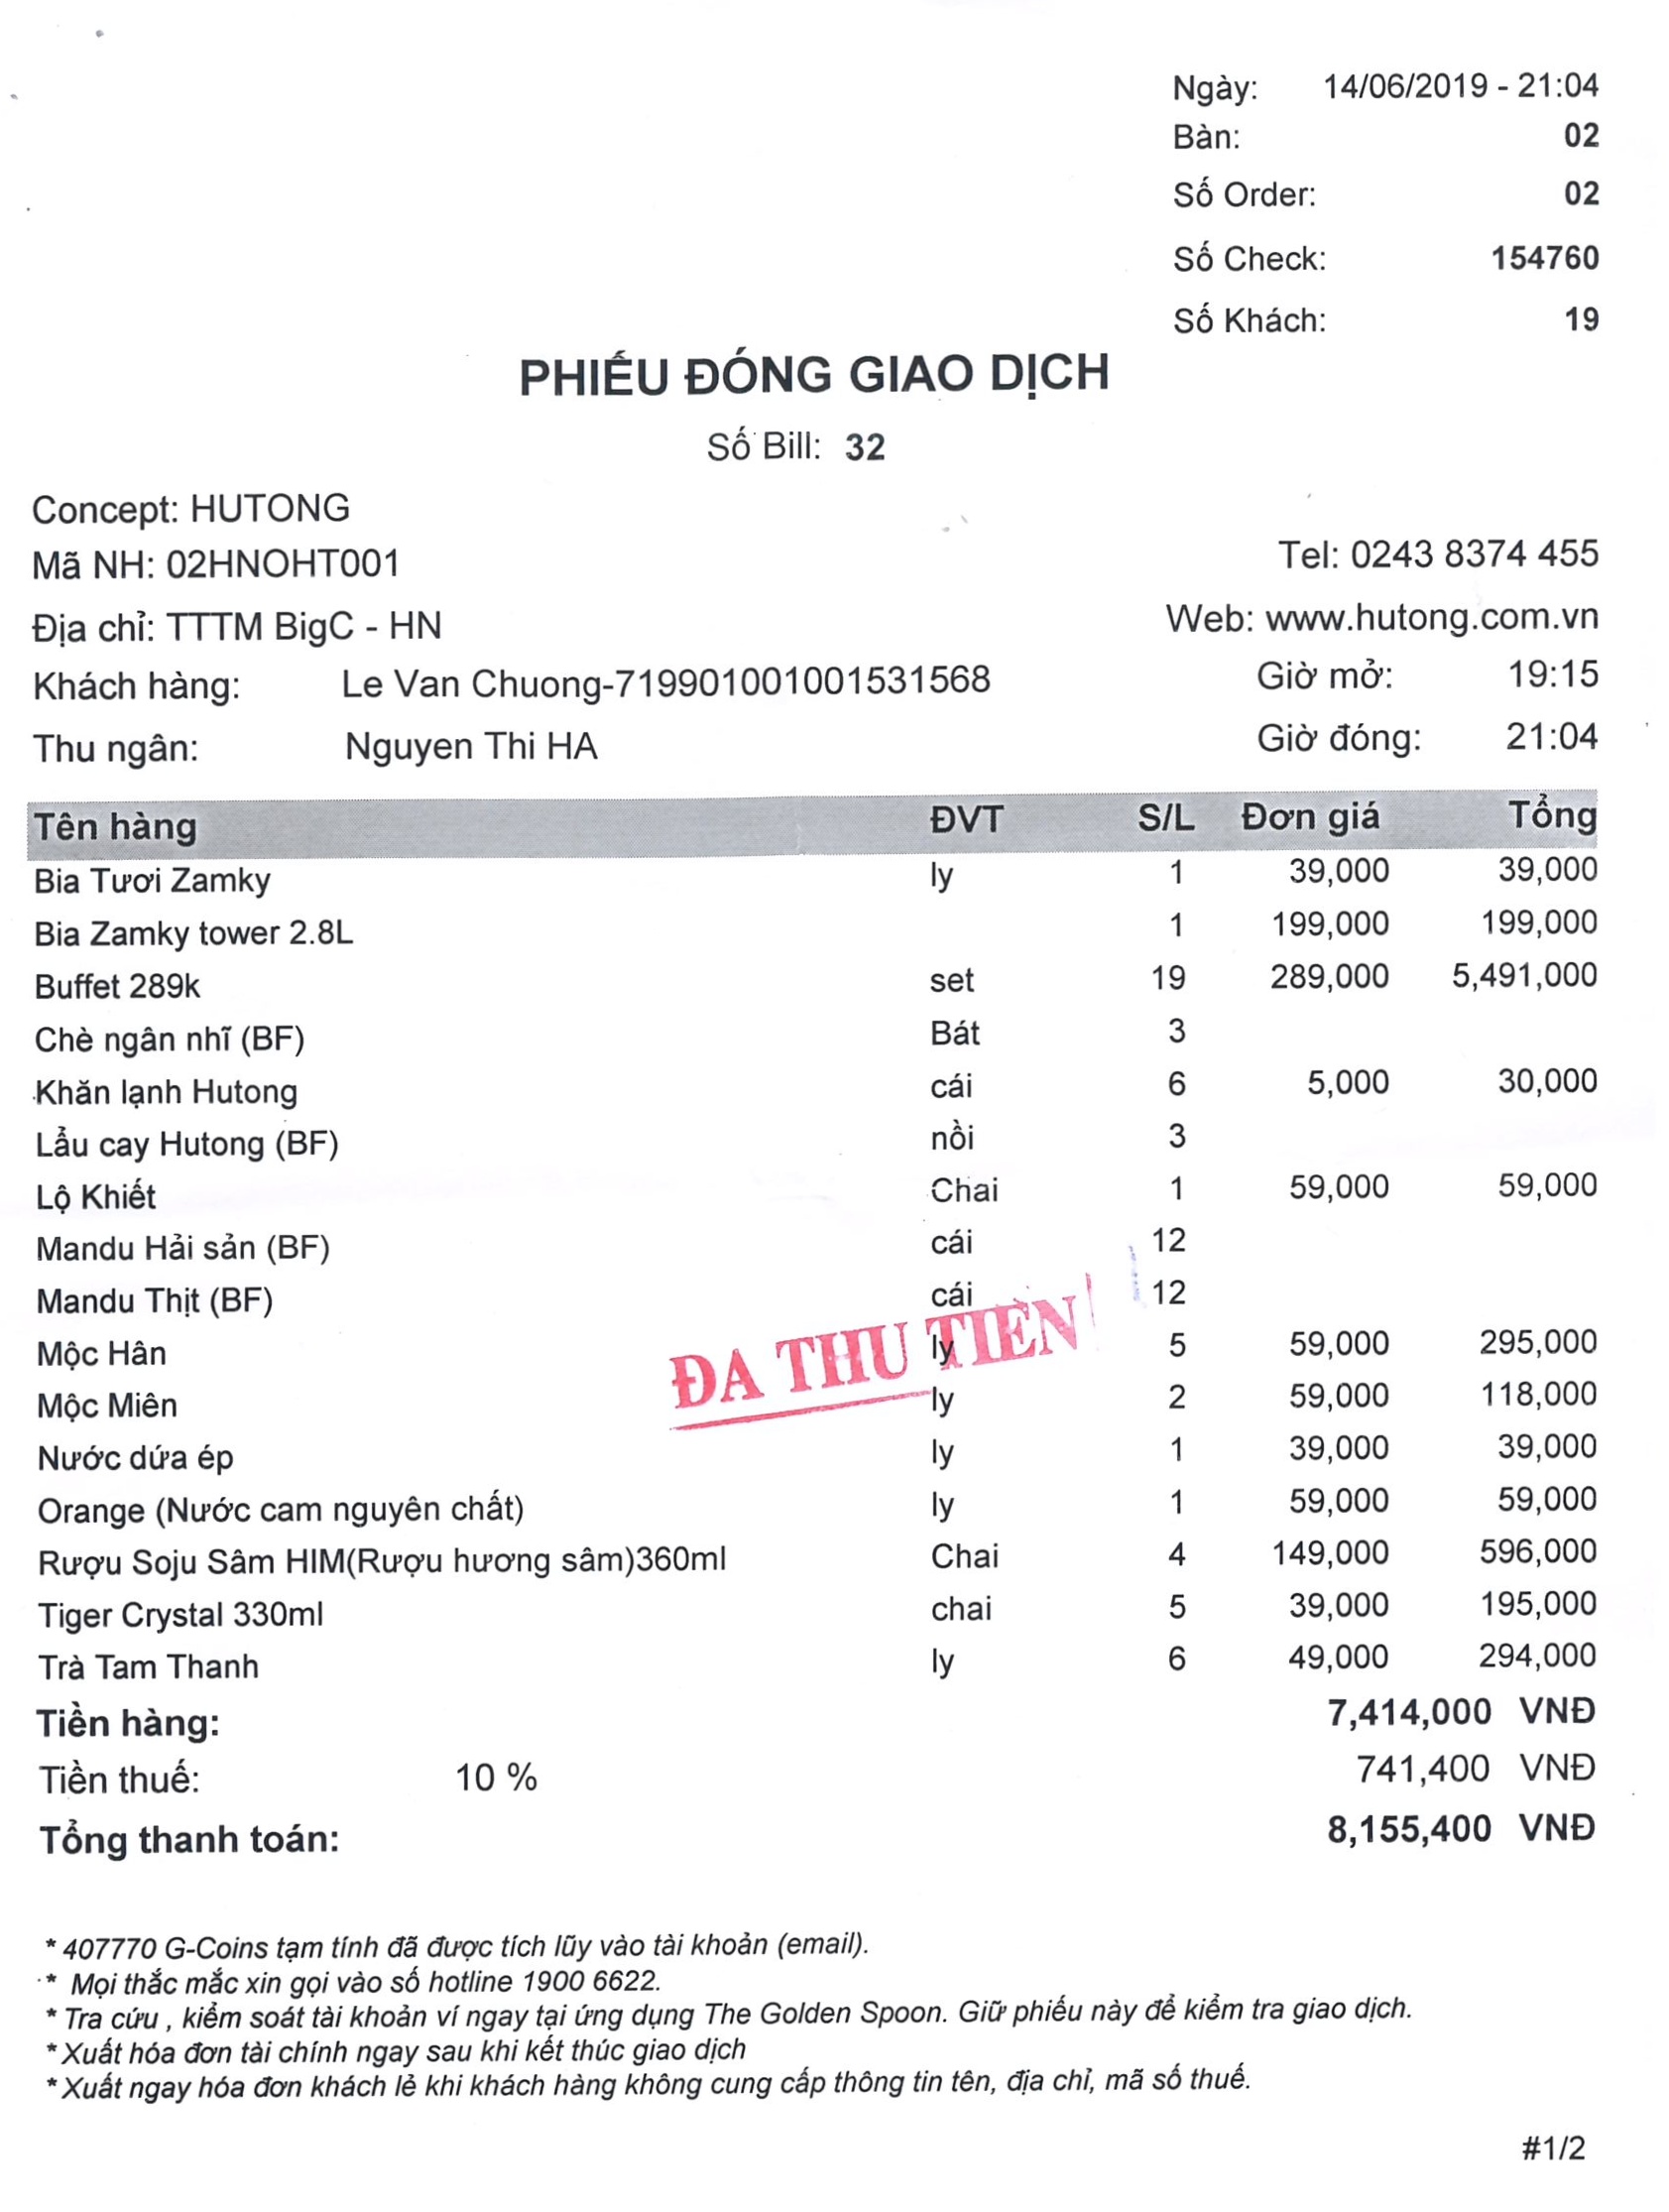 Ngày: 14/06/2019 - 21:04
Bàn: 02
Số Order: 02
Số Check: 154760
Số Khách: 19
PHIẾU ĐÓNG GIAO DỊCH
Số Bill: 32
Concept: HUTONG
Mã NH: 02HNOHT001
Tel: 0243 8374 455
Địa chỉ: TTTM BigC - HN
Web: www.hutong.com.vn
Khách hàng: Le Van Chuong-719901001001531568 Giờ mở: 19:15
Thu ngân: Nguyen Thi HA Giờ đóng: 21:04
Tên hàng ĐVT S/L Đơn giá Tổng
Bia Tươi Zamky ly 1 39,000 39,000
Bia Zamky tower 2.8L 1 199,000 199,000
Buffet 289k set 19 289,000 5,491,000
Chè ngân nhĩ (BF) Bát 3
Khăn lạnh Hutong cái 6 5,000 30,000
Lẩu cay Hutong (BF) nồi 3
Lộ Khiết Chai 1 59,000 59,000
Mandu Hải sản (BF) cái 12
Mandu Thịt (BF) cái 12
ĐA THU TIỀN
Mộc Hân ly 5 59,000 295,000
Mộc Miên ly 2 59,000 118,000
Nước dứa ép ly 1 39,000 39,000
Orange (Nước cam nguyên chất) ly 1 59,000 59,000
Rượu Soju Sâm HIM(Rượu hương sâm)360ml Chai 4 149,000 596,000
Tiger Crystal 330ml chai 5 39,000 195,000
Trà Tam Thanh ly 6 49,000 294,000
Tiền hàng: 7,414,000 VNĐ
Tiền thuế: 10 % 741,400 VNĐ
Tổng thanh toán: 8,155,400 VNĐ
* 407770 G-Coins tạm tính đã được tích lũy vào tài khoản (email).
* Mọi thắc mắc xin gọi vào số hotline 1900 6622.
* Tra cứu , kiểm soát tài khoản ví ngay tại ứng dụng The Golden Spoon. Giữ phiếu này để kiểm tra giao dịch.
* Xuất hóa đơn tài chính ngay sau khi kết thúc giao dịch
* Xuất ngay hóa đơn khách lẻ khi khách hàng không cung cấp thông tin tên, địa chỉ, mã số thuế.
#1/2